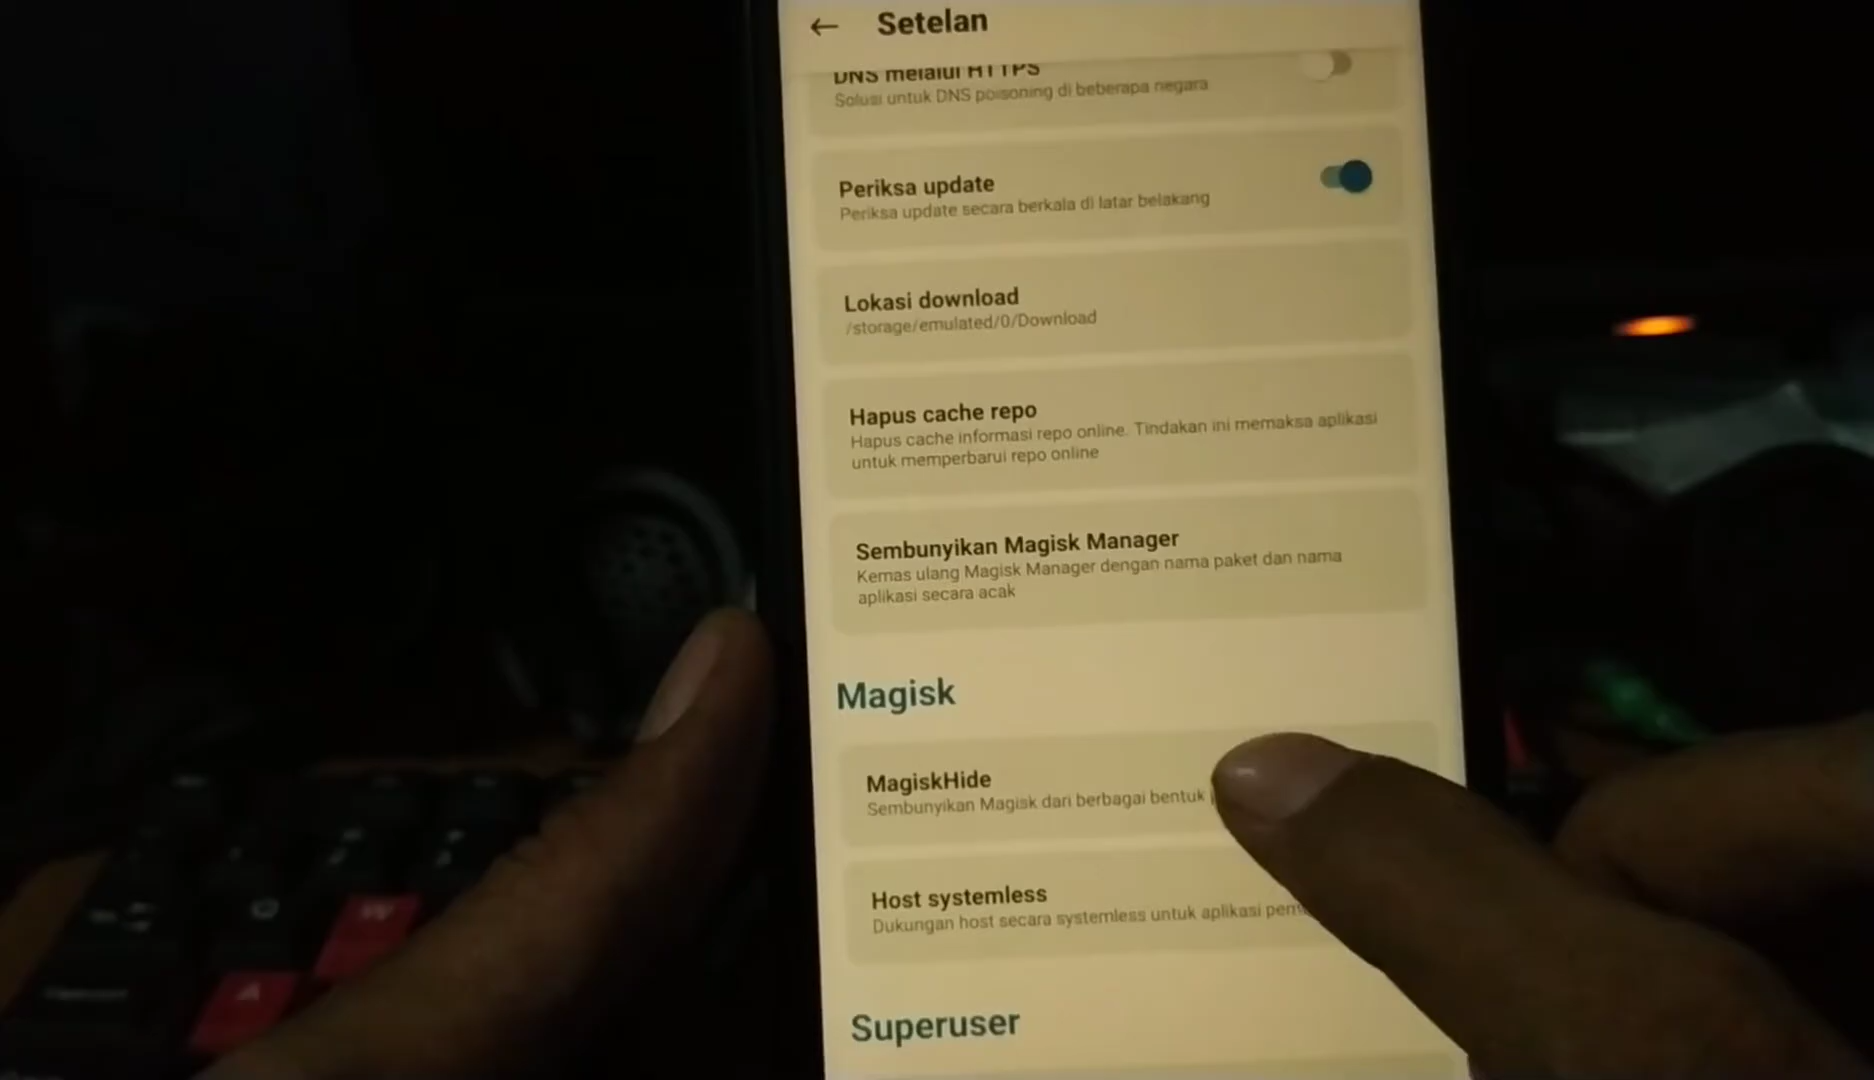 ← Setelan
DNS melalui HTTPS
Solusi untuk DNS poisoning di beberapa negara
Periksa update
Periksa update secara berkala di latar belakang
Lokasi download
/storage/emulated/0/Download
Hapus cache repo
Hapus cache informasi repo online. Tindakan ini memaksa aplikasi
untuk memperbarui repo online
Sembunyikan Magisk Manager
Kemas ulang Magisk Manager dengan nama paket dan nama
aplikasi secara acak
Magisk
MagiskHide
Sembunyikan Magisk dari berbagai bentuk
Host systemless
Dukungan host secara systemless untuk aplikasi
Superuser
W
A